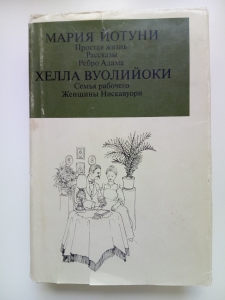 МАРИЯ ЙОТУНИ
Простая жизнь
Рассказы
Ребро Адама
ХЕЛЛА ВУОЛИЙОКИ
Семья рабочего
Женщины Нискавуори